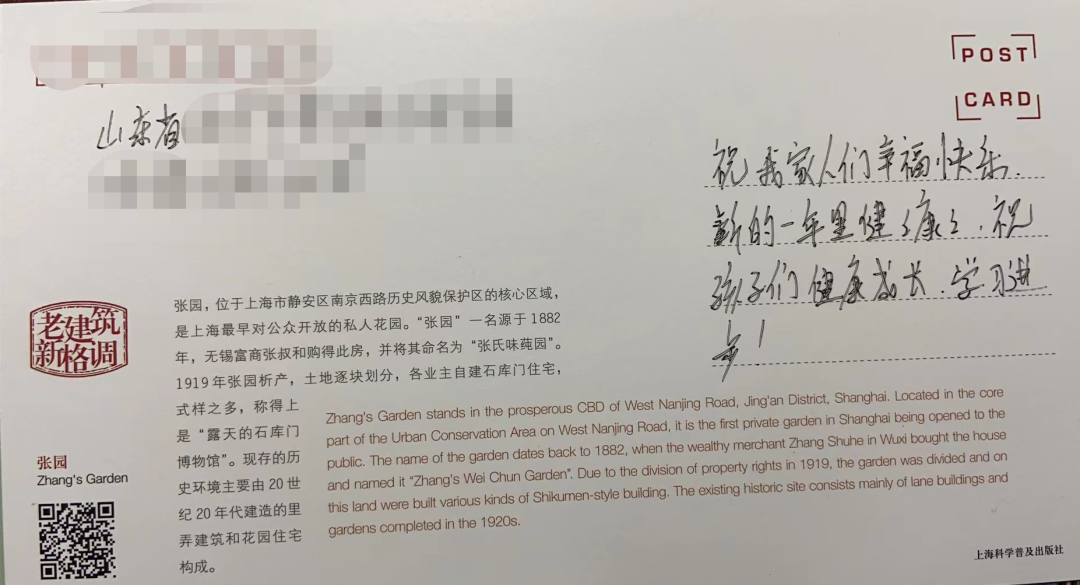 POST
CARD
山东省
祝我家人们幸福快乐.
新的一年里健々康々.祝
孩子们健康成长.学习进
步!
老建筑
新格调
张园
Zhang's Garden
张园,位于上海市静安区南京西路历史风貌保护区的核心区域,
是上海最早对公众开放的私人花园。“张园”一名源于1882
年,无锡富商张叔和购得此房,并将其命名为“张氏味莼园”。
1919年张园析产,土地逐块划分,各业主自建石库门住宅,
式样之多,称得上
是“露天的石库门
博物馆”。现存的历
史环境主要由20世
纪20年代建造的里
弄建筑和花园住宅
构成。
Zhang's Garden stands in the prosperous CBD of West Nanjing Road, Jing'an District, Shanghai. Located in the core
part of the Urban Conservation Area on West Nanjing Road, it is the first private garden in Shanghai being opened to the
public. The name of the garden dates back to 1882, when the wealthy merchant Zhang Shuhe in Wuxi bought the house
and named it "Zhang's Wei Chun Garden". Due to the division of property rights in 1919, the garden was divided and on
this land were built various kinds of Shikumen-style building. The existing historic site consists mainly of lane buildings and
gardens completed in the 1920s.
上海科学普及出版社